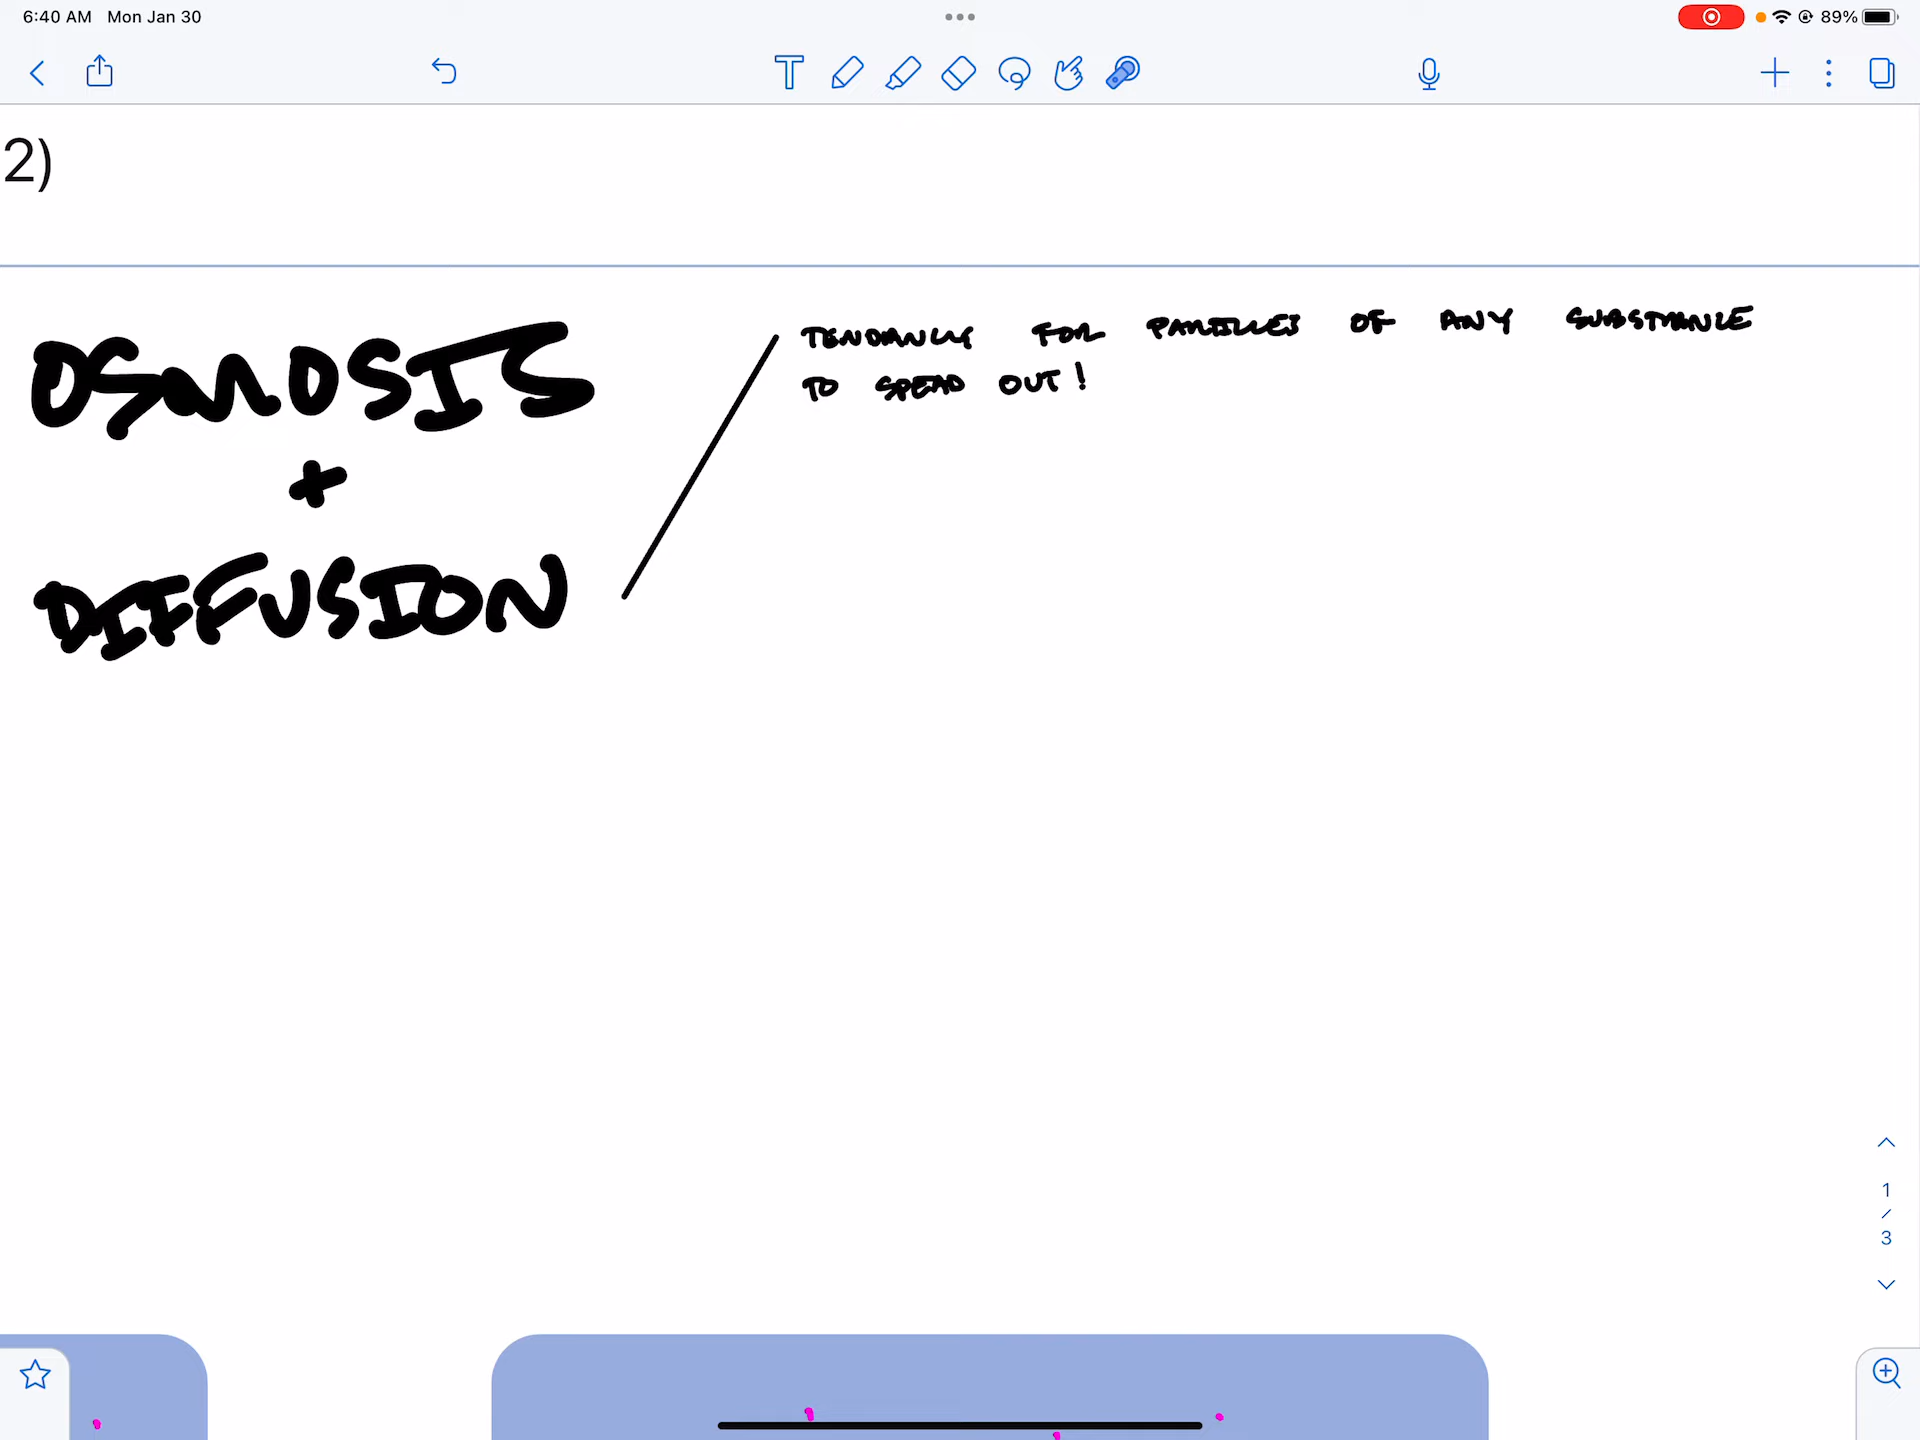 6:40 AM Mon Jan 30
89%
2)
OSMOSIS
+
DIFFUSION
TENDANCY FOR PARTICLES OF ANY SUBSTANCE
TO SPEAD OUT!
1
/
3